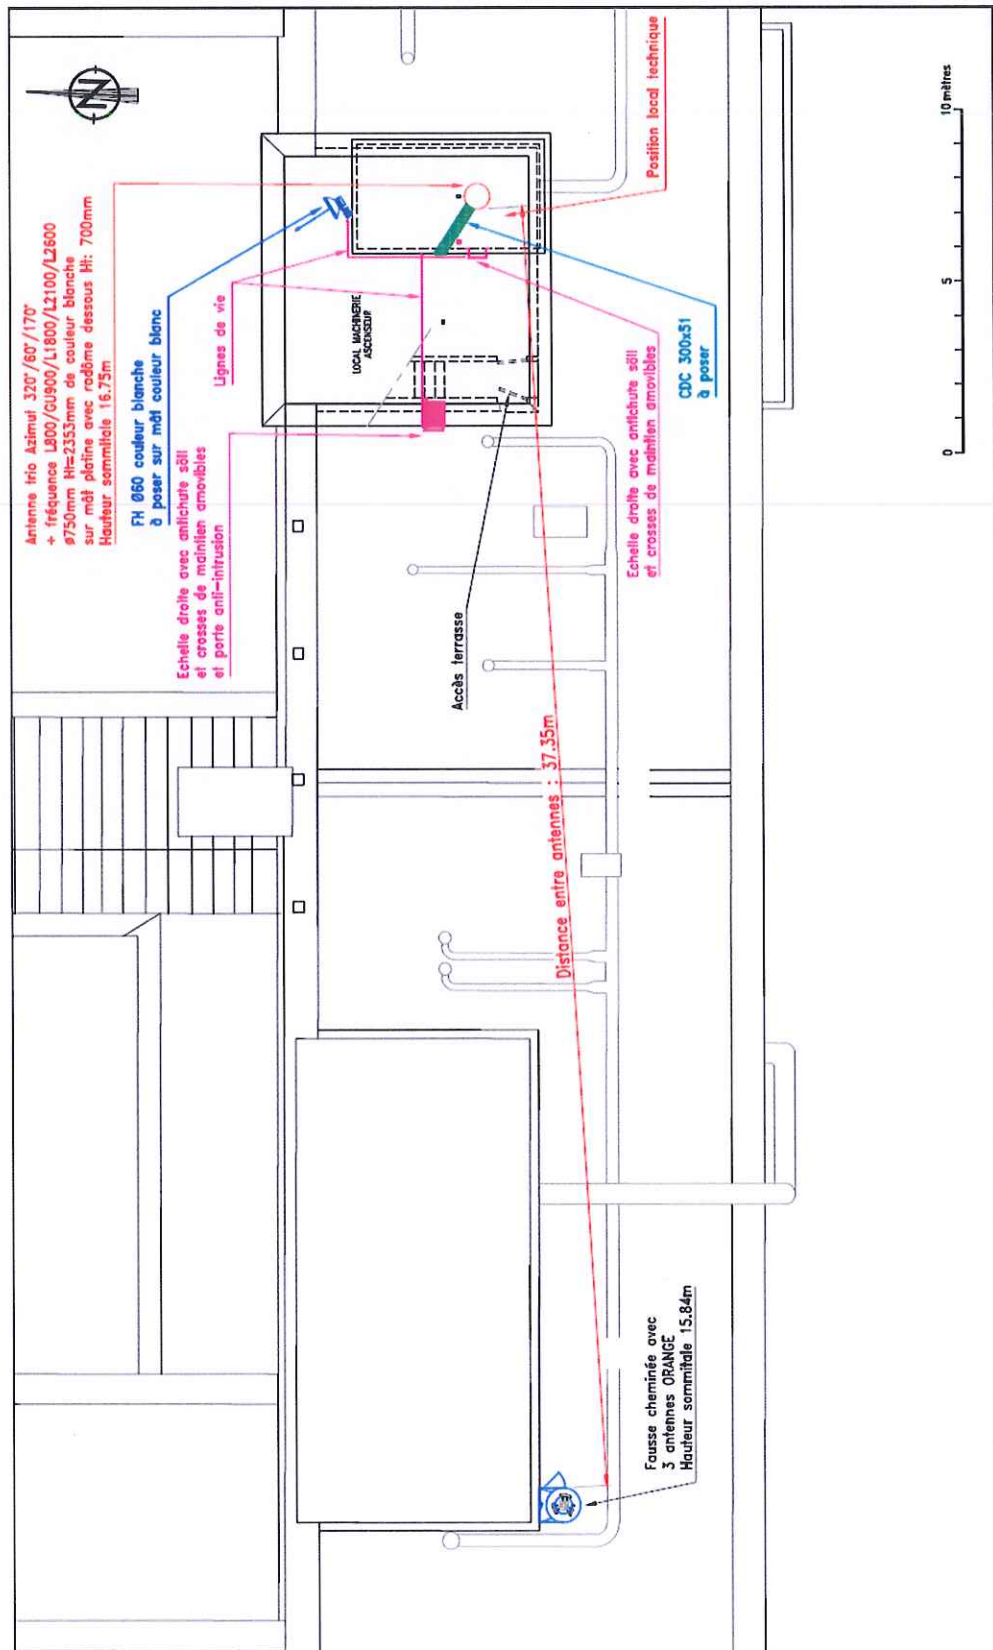 N
Antenne trio Azimut 320°/60°/170°
+ fréquence L800/GU900/L1800/L2100/L2600
ø750mm Ht=2353mm de couleur blanche
sur mât platine avec radôme dessous Ht: 700mm
Hauteur sommitale 16.75m
FH Ø60 couleur blanche
à poser sur mât couleur blanc
Lignes de vie
Echelle droite avec antichute söll
et crosses de maintien amovibles
et porte anti-intrusion
LOCAL MACHINERIE
ASCENSEUR
Position local technique
CDC 300x51
à poser
Echelle droite avec antichute söll
et crosses de maintien amovibles
Accès terrasse
Distance entre antennes : 37.35m
Fausse cheminée avec
3 antennes ORANGE
Hauteur sommitale 15.84m
0 5 10 mètres